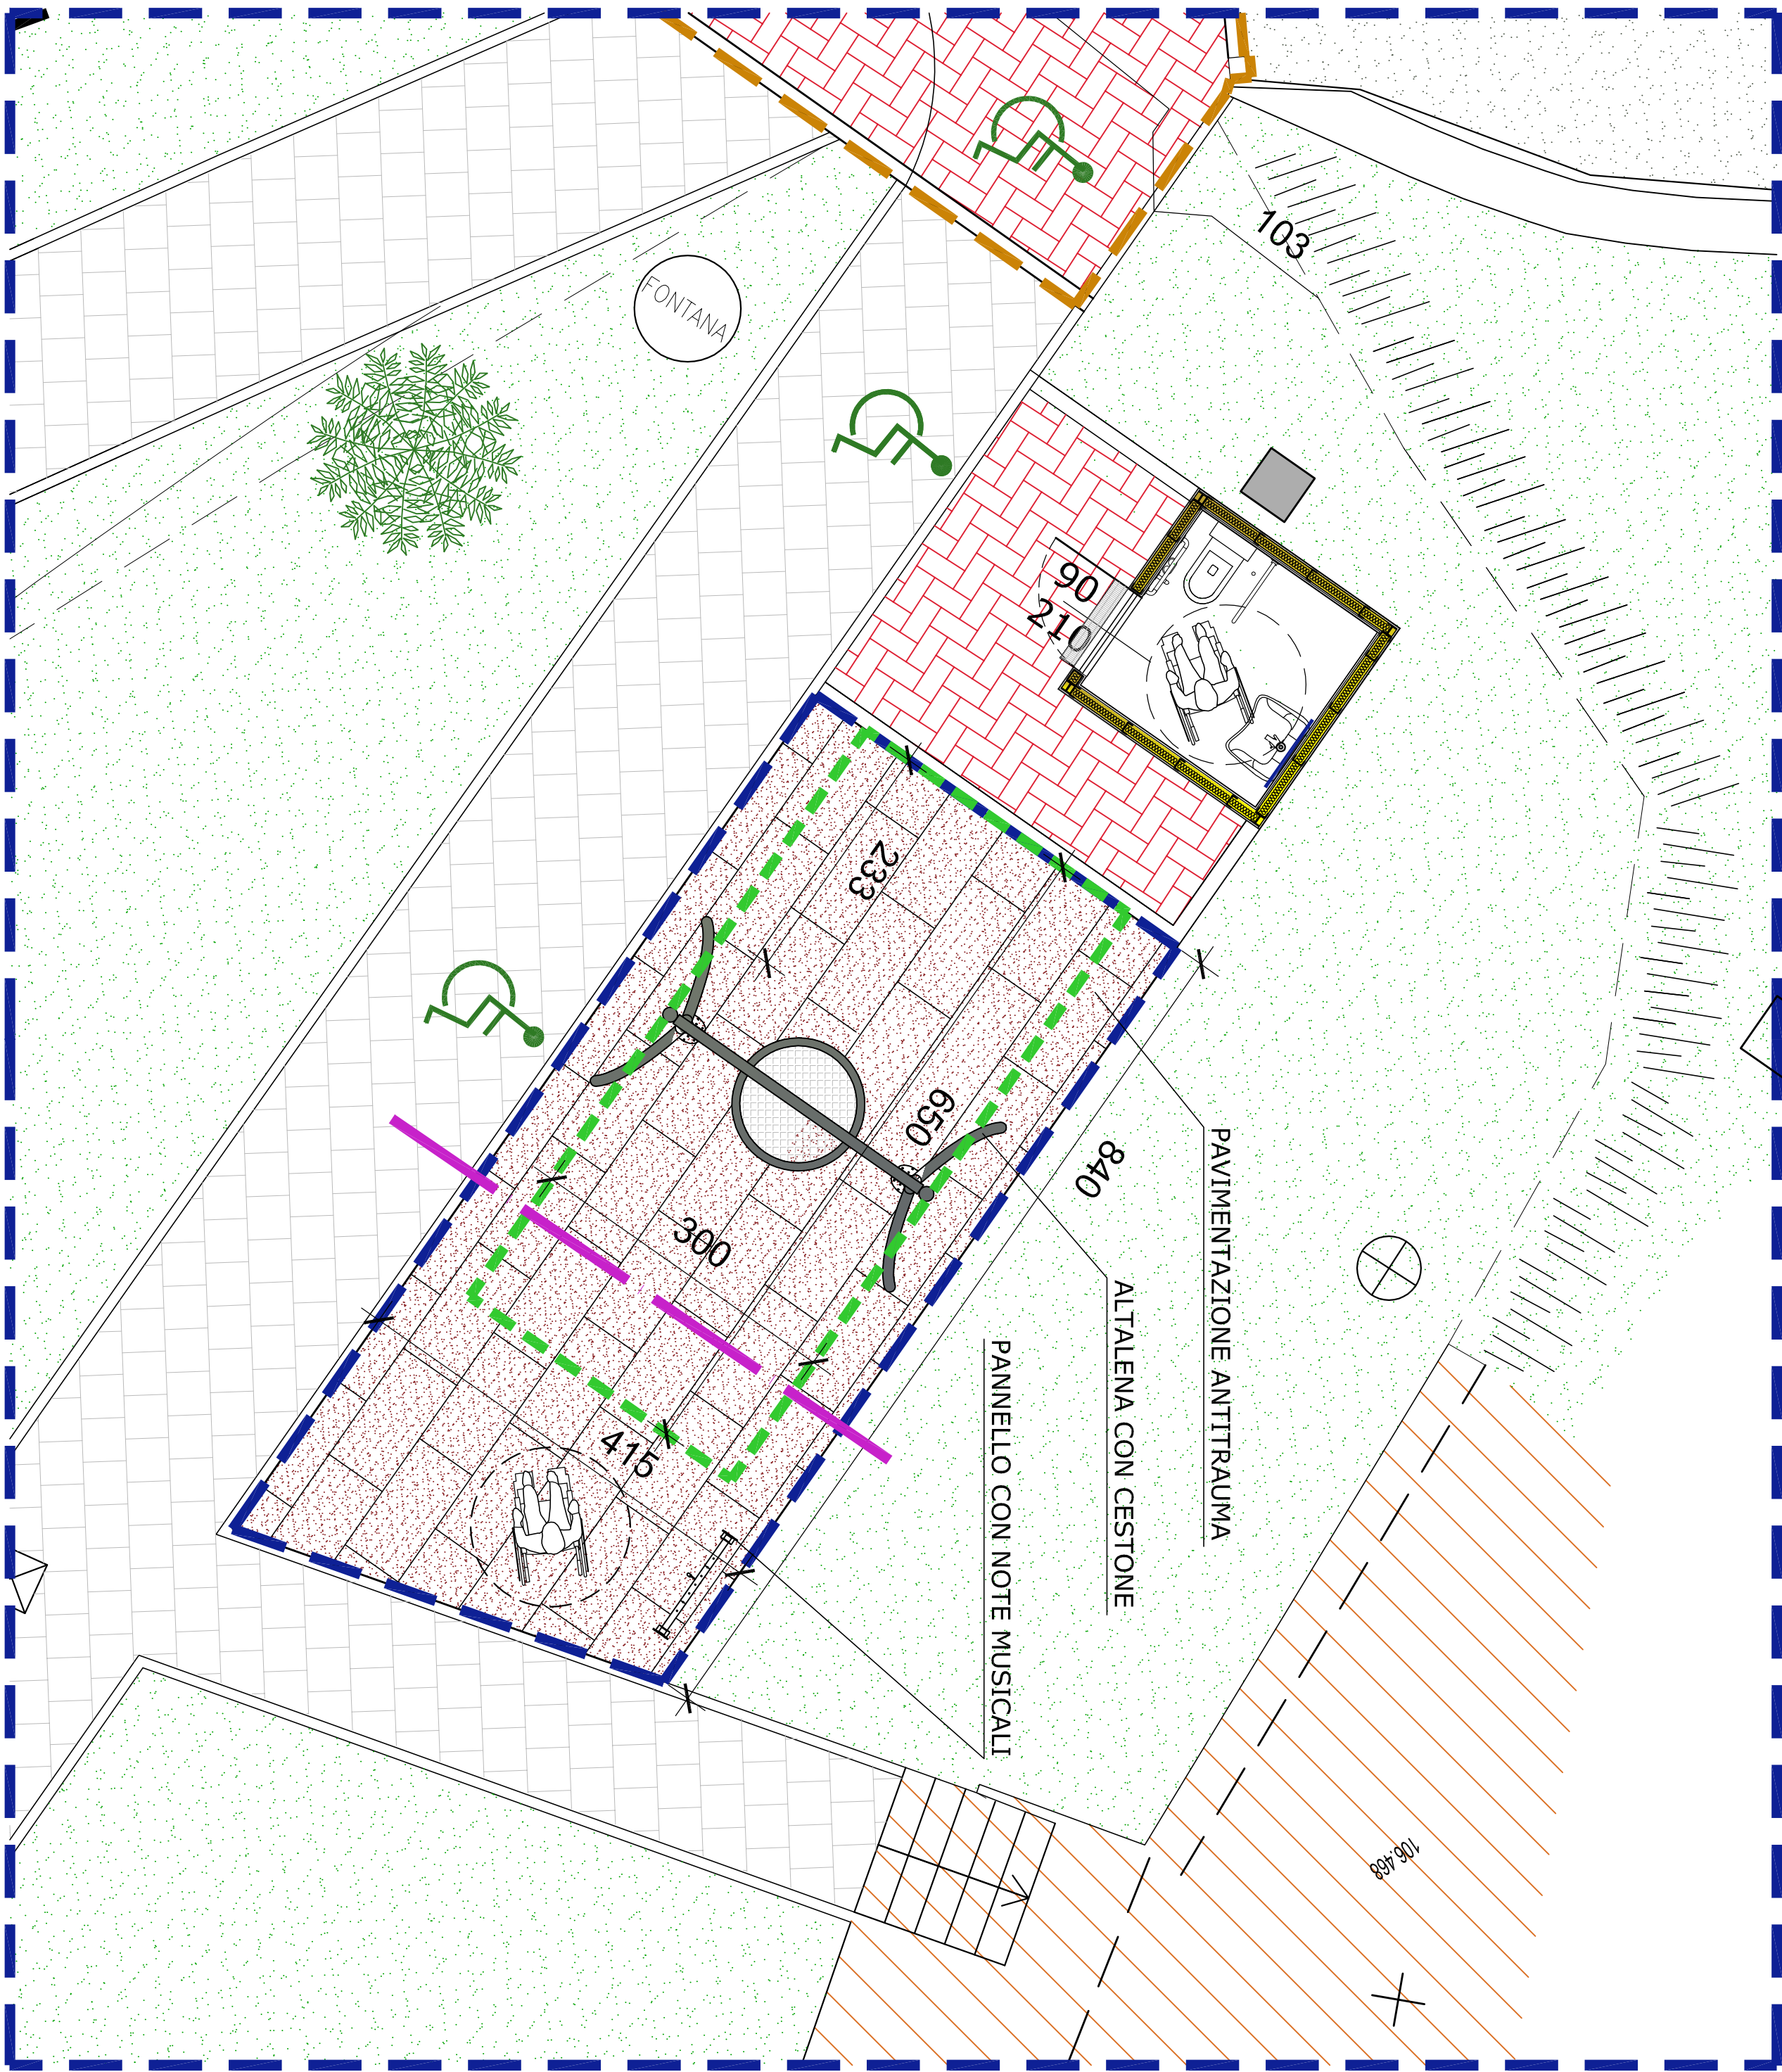 103
FONTANA
90
210
233
650
840
300
415
PAVIMENTAZIONE ANTITRAUMA
ALTALENA CON CESTONE
PANNELLO CON NOTE MUSICALI
106.468